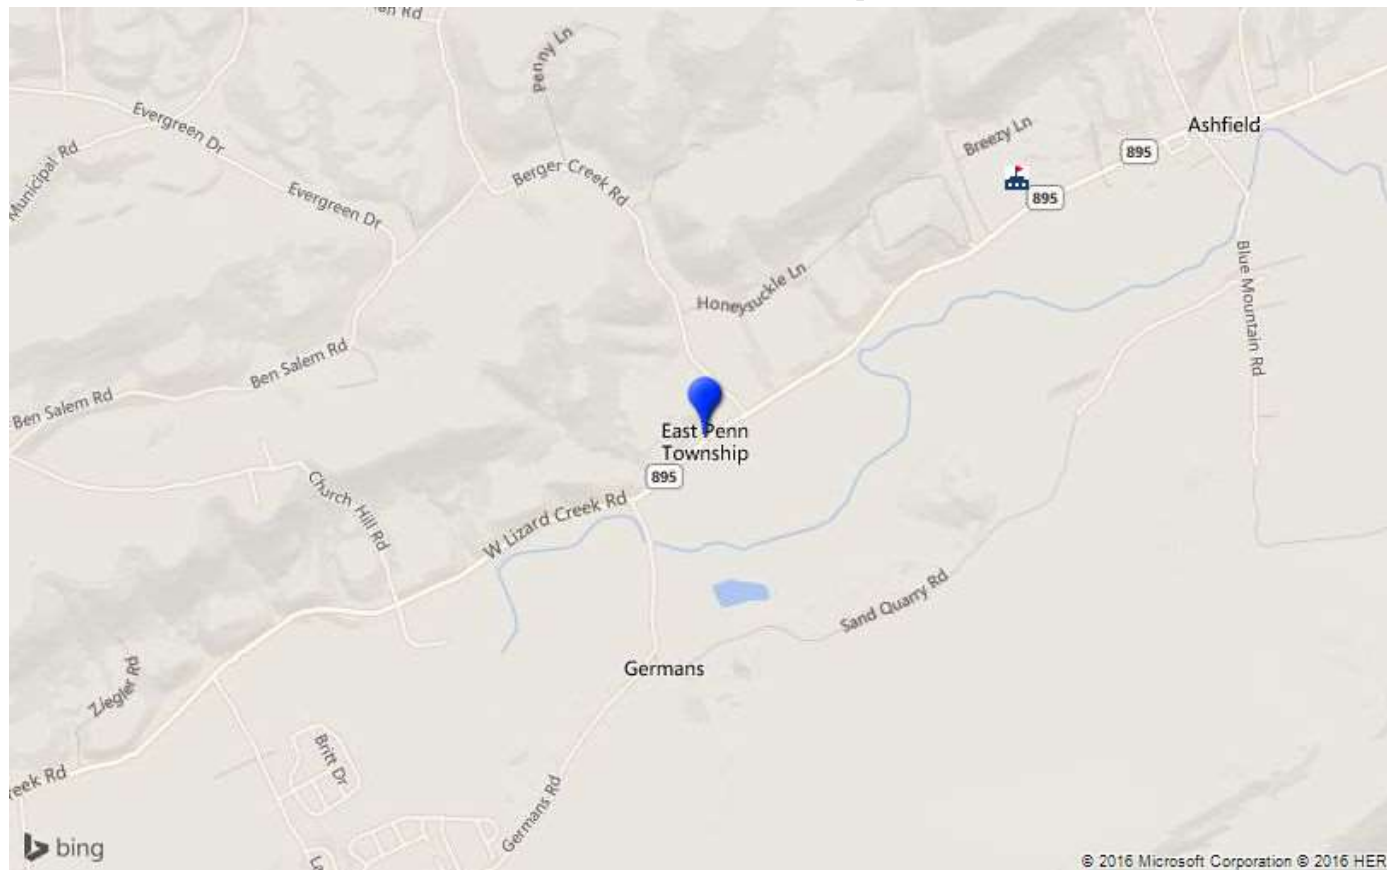 Penny Ln
Evergreen Dr
Ashfield
Breezy Ln
895
Municipal Rd
Berger Creek Rd
895
Evergreen Dr
Blue Mountain Rd
Honeysuckle Ln
Ben Salem Rd
Ben Salem Rd
East Penn
Township
895
Church Hill Rd
W Lizard Creek Rd
Sand Quarry Rd
Germans
Ziegler Rd
Britt Dr
reek Rd
Germans Rd
bing
© 2016 Microsoft Corporation © 2016 HER